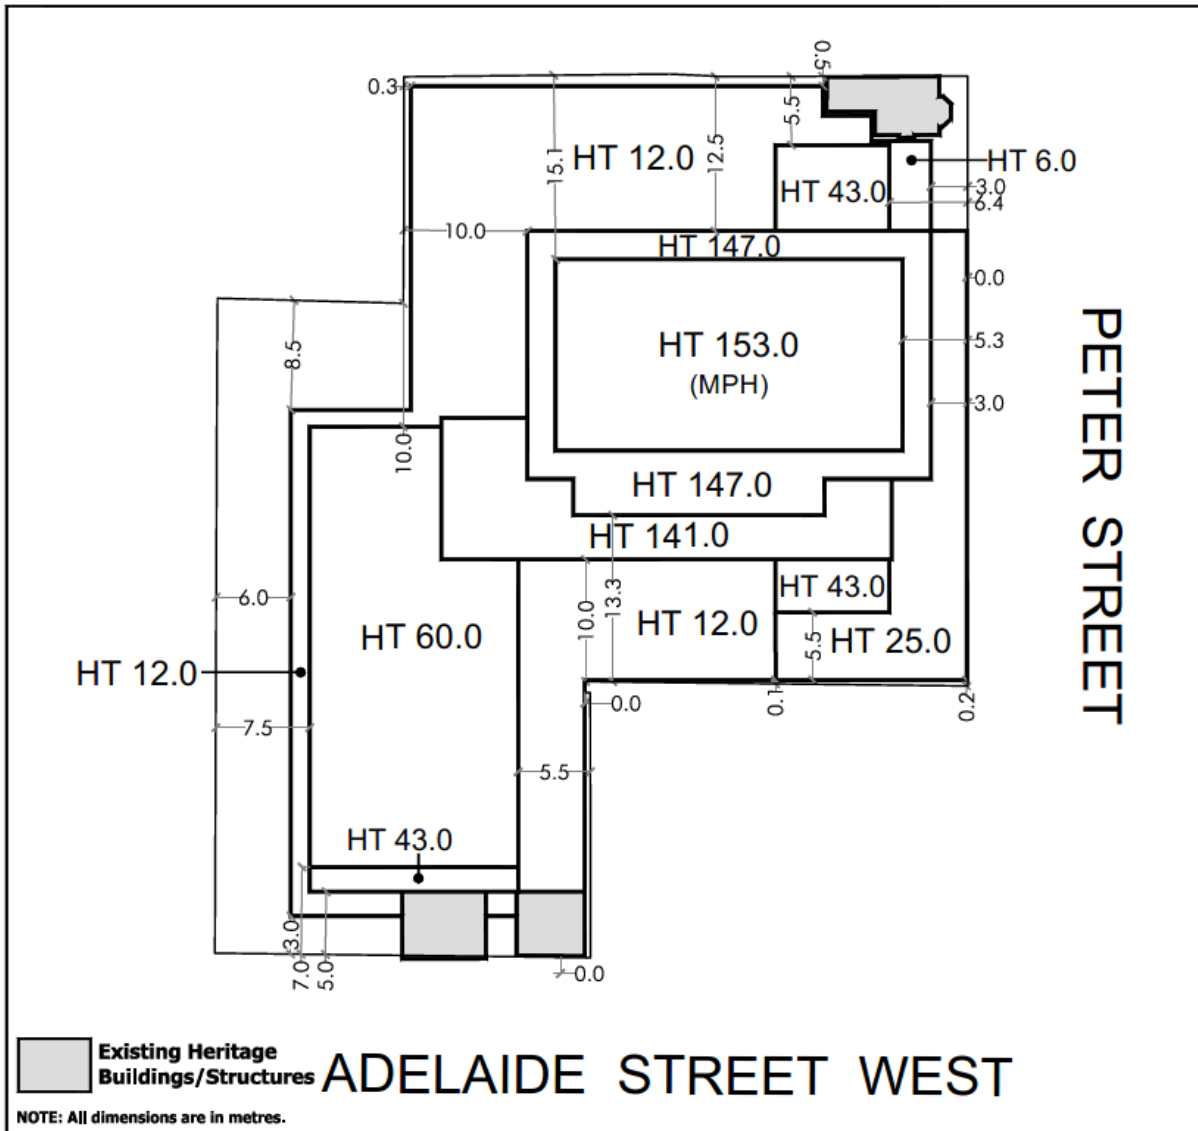 0.5
0.3
5.5
15.1
HT 12.0
12.5
HT 6.0
HT 43.0
3.0
6.4
10.0
HT 147.0
0.0
8.5
HT 153.0
(MPH)
5.3
3.0
10.0
HT 147.0
HT 141.0
PETER STREET
6.0
10.0
13.3
HT 43.0
HT 60.0
HT 12.0
5.5
HT 25.0
HT 12.0
0.0
0.1
0.2
7.5
5.5
HT 43.0
3.0
7.0
5.0
0.0
Existing Heritage
Buildings/Structures
ADELAIDE STREET WEST
NOTE: All dimensions are in metres.